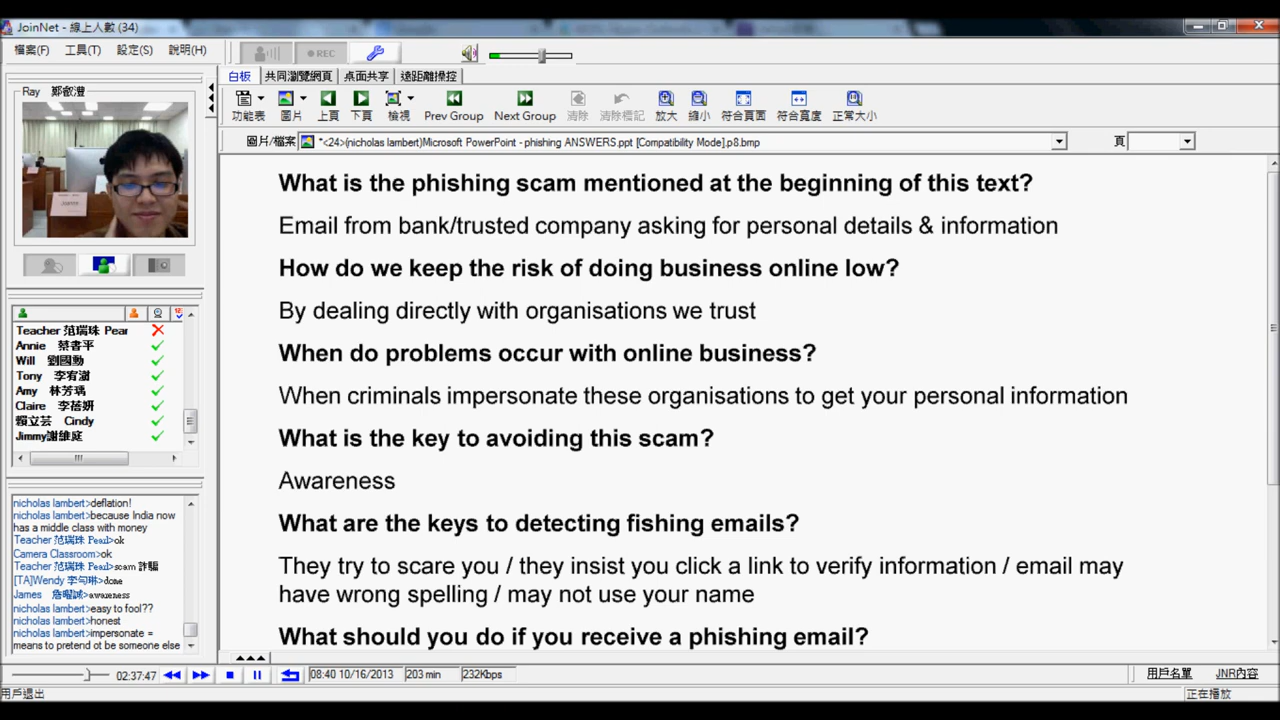 JoinNet - 線上人數 (34)
檔案(F) 工具(T) 設定(S) 說明(H)
REC
Ray 鄭叡澧
白板 共同瀏覽網頁 桌面共享 遠距離操控
功能表 圖片 上頁 下頁 檢視 Prev Group Next Group 清除 清除標記 放大 縮小 符合頁面 符合寬度 正常大小
圖片/檔案 *<24>(nicholas lambert)Microsoft PowerPoint - phishing ANSWERS.ppt [Compatibility Mode].p8.bmp 頁
What is the phishing scam mentioned at the beginning of this text?
Email from bank/trusted company asking for personal details & information
How do we keep the risk of doing business online low?
By dealing directly with organisations we trust
When do problems occur with online business?
When criminals impersonate these organisations to get your personal information
What is the key to avoiding this scam?
Awareness
What are the keys to detecting fishing emails?
They try to scare you / they insist you click a link to verify information / email may
have wrong spelling / may not use your name
What should you do if you receive a phishing email?
Teacher 范瑞珠 Pear
Annie 蔡書平
Will 劉國勳
Tony 李宥澍
Amy 林芳瑀
Claire 李蓓妍
賴立芸 Cindy
Jimmy謝維庭
nicholas lambert>deflation!
nicholas lambert>because India now
has a middle class with money
Teacher 范瑞珠 Pearl>ok
Camera Classroom>ok
Teacher 范瑞珠 Pearl>scam 詐騙
[TA]Wendy 李句琳>done
James 詹曜誠>awareness
nicholas lambert>easy to fool??
nicholas lambert>honest
nicholas lambert>impersonate =
means to pretend ot be someone else
02:37:47
08:40 10/16/2013 203 min 232Kbps
用戶名單 JNR內容
用戶退出 正在播放